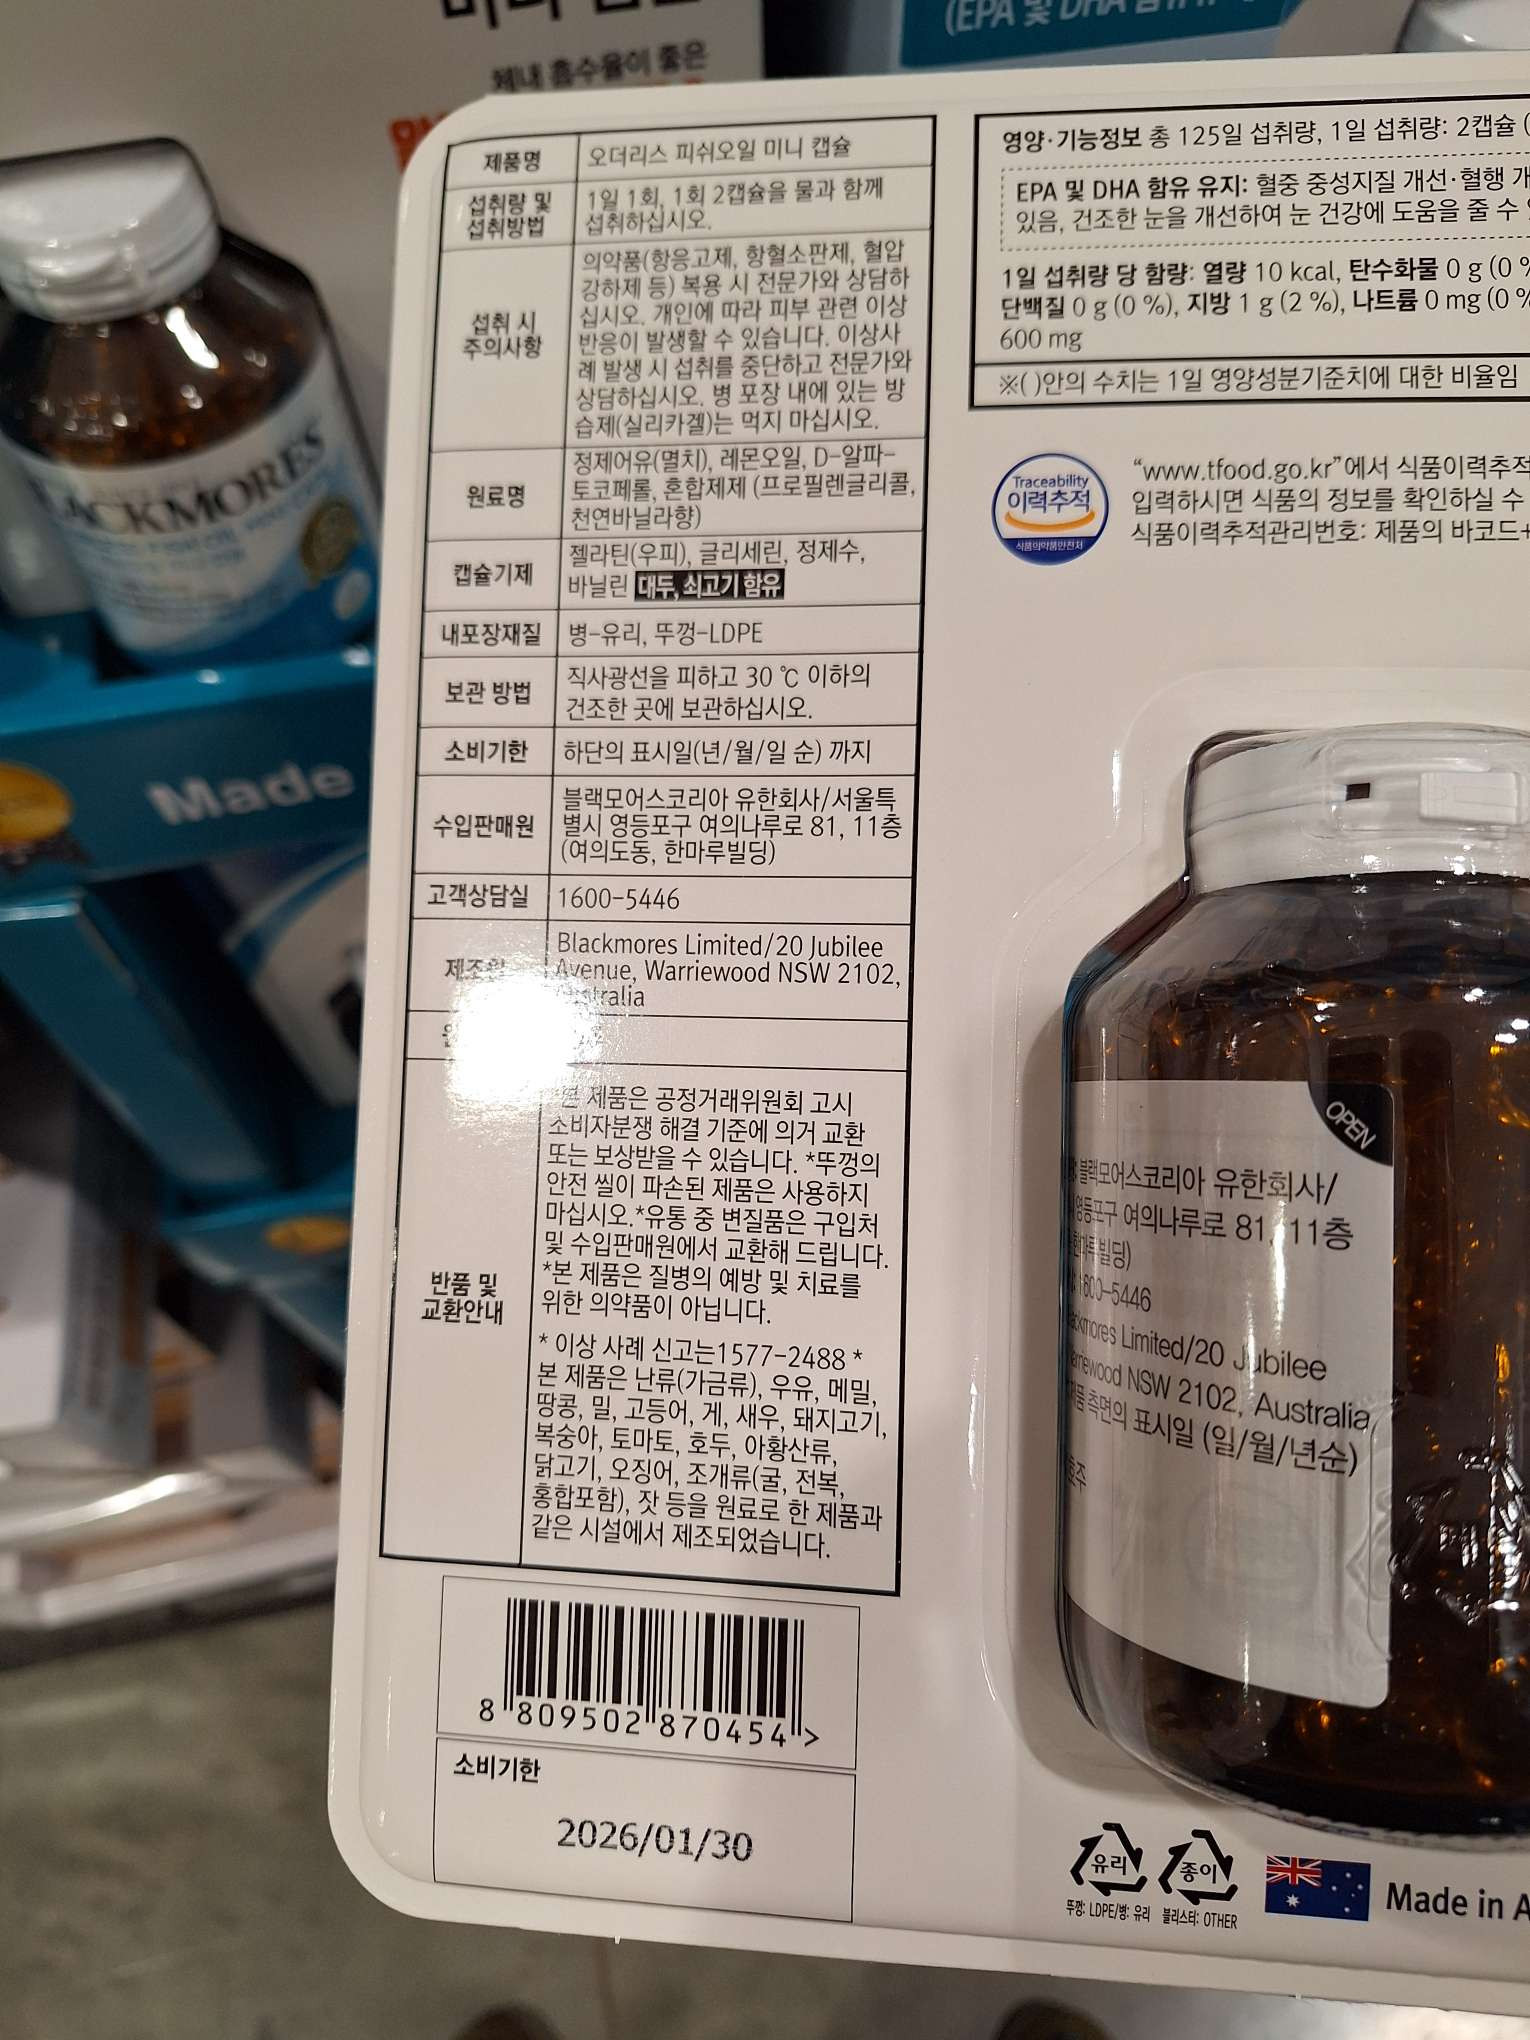 체내 흡수율이 좋은
(EPA 및 DHA
BLACKMORES
Made
제품명
오더리스 피쉬오일 미니 캡슐
섭취량 및
섭취방법
1일 1회, 1회 2캡슐을 물과 함께
섭취하십시오.
섭취 시
주의사항
의약품(항응고제, 항혈소판제, 혈압
강하제 등) 복용 시 전문가와 상담하
십시오. 개인에 따라 피부 관련 이상
반응이 발생할 수 있습니다. 이상사
례 발생 시 섭취를 중단하고 전문가와
상담하십시오. 병 포장 내에 있는 방
습제(실리카겔)는 먹지 마십시오.
원료명
정제어유(멸치), 레몬오일, D-알파-
토코페롤, 혼합제제 (프로필렌글리콜,
천연바닐라향)
캡슐기제
젤라틴(우피), 글리세린, 정제수,
바닐린 대두, 쇠고기 함유
내포장재질
병-유리, 뚜껑-LDPE
보관 방법
직사광선을 피하고 30 ℃ 이하의
건조한 곳에 보관하십시오.
소비기한
하단의 표시일(년/월/일 순) 까지
수입판매원
블랙모어스코리아 유한회사/서울특
별시 영등포구 여의나루로 81, 11층
(여의도동, 한마루빌딩)
고객상담실
1600-5446
제조원
Blackmores Limited/20 Jubilee
Avenue, Warriewood NSW 2102,
Australia
반품 및
교환안내
본 제품은 공정거래위원회 고시
소비자분쟁 해결 기준에 의거 교환
또는 보상받을 수 있습니다. *뚜껑의
안전 씰이 파손된 제품은 사용하지
마십시오.*유통 중 변질품은 구입처
및 수입판매원에서 교환해 드립니다.
*본 제품은 질병의 예방 및 치료를
위한 의약품이 아닙니다.
* 이상 사례 신고는1577-2488 *
본 제품은 난류(가금류), 우유, 메밀,
땅콩, 밀, 고등어, 게, 새우, 돼지고기,
복숭아, 토마토, 호두, 아황산류,
닭고기, 오징어, 조개류(굴, 전복,
홍합포함), 잣 등을 원료로 한 제품과
같은 시설에서 제조되었습니다.
8 809502 870454 >
소비기한
2026/01/30
영양·기능정보 총 125일 섭취량, 1일 섭취량: 2캡슐 (
EPA 및 DHA 함유 유지: 혈중 중성지질 개선·혈행 개
있음, 건조한 눈을 개선하여 눈 건강에 도움을 줄 수
1일 섭취량 당 함량: 열량 10 kcal, 탄수화물 0 g (0 %
단백질 0 g (0 %), 지방 1 g (2 %), 나트륨 0 mg (0 %
600 mg
※( )안의 수치는 1일 영양성분기준치에 대한 비율임
Traceability
이력추적
식품의약품안전처
“www.tfood.go.kr”에서 식품이력추적
입력하시면 식품의 정보를 확인하실 수
식품이력추적관리번호: 제품의 바코드+
OPEN
블랙모어스코리아 유한회사/
영등포구 여의나루로 81, 11층
한마루빌딩)
1600-5446
Limited/20 Jubilee
NSW 2102, Australia
측면의 표시일 (일/월/년순)
호주
유리
종이
뚜껑: LDPE/병: 유리 블리스터: OTHER
Made in A